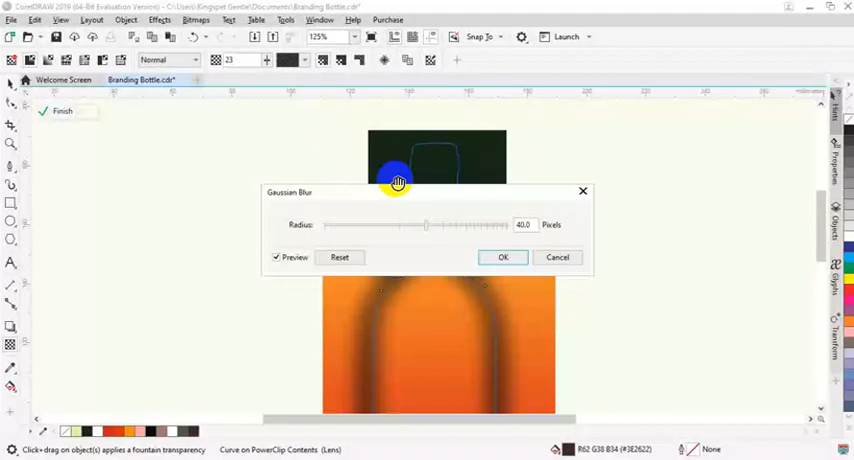 CorelDRAW 2019 (64-Bit Evaluation Version) - C:\Users\Kingspet Gentle\Documents\Branding Bottle.cdr*
File Edit View Layout Object Effects Bitmaps Text Table Tools Window Help Purchase
125% Snap To Launch
Normal 23
Welcome Screen Branding Bottle.cdr*
Finish
Gaussian Blur
Radius: 40.0 Pixels
Preview Reset OK Cancel
Hints
Properties
Objects
Glyphs
Transform
Click+drag on object(s) applies a fountain transparency Curve on PowerClip Contents (Lens) R62 G38 B34 (#3E2622) None